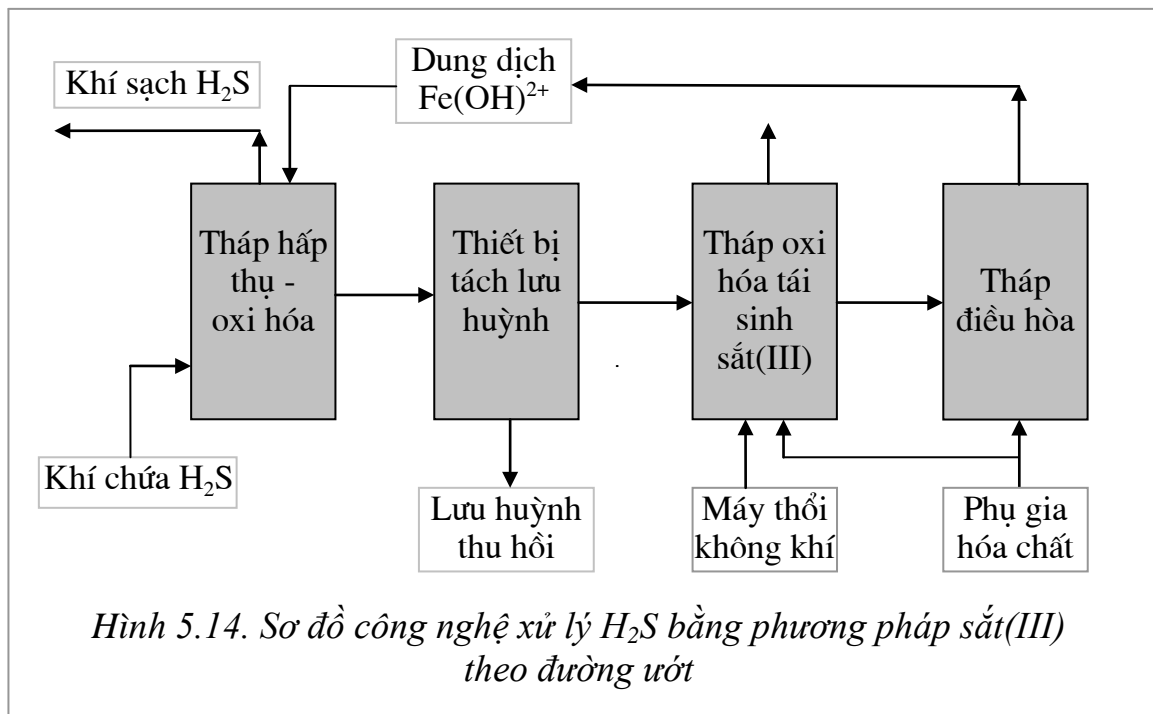 Khí sạch H₂S
Dung dịch
Fe(OH)²⁺
Tháp hấp
thụ -
oxi hóa
Thiết bị
tách lưu
huỳnh
Tháp oxi
hóa tái
sinh
sắt(III)
Tháp
điều hòa
Khí chứa H₂S
Lưu huỳnh
thu hồi
Máy thổi
không khí
Phụ gia
hóa chất
Hình 5.14. Sơ đồ công nghệ xử lý H₂S bằng phương pháp sắt(III)
theo đường ướt